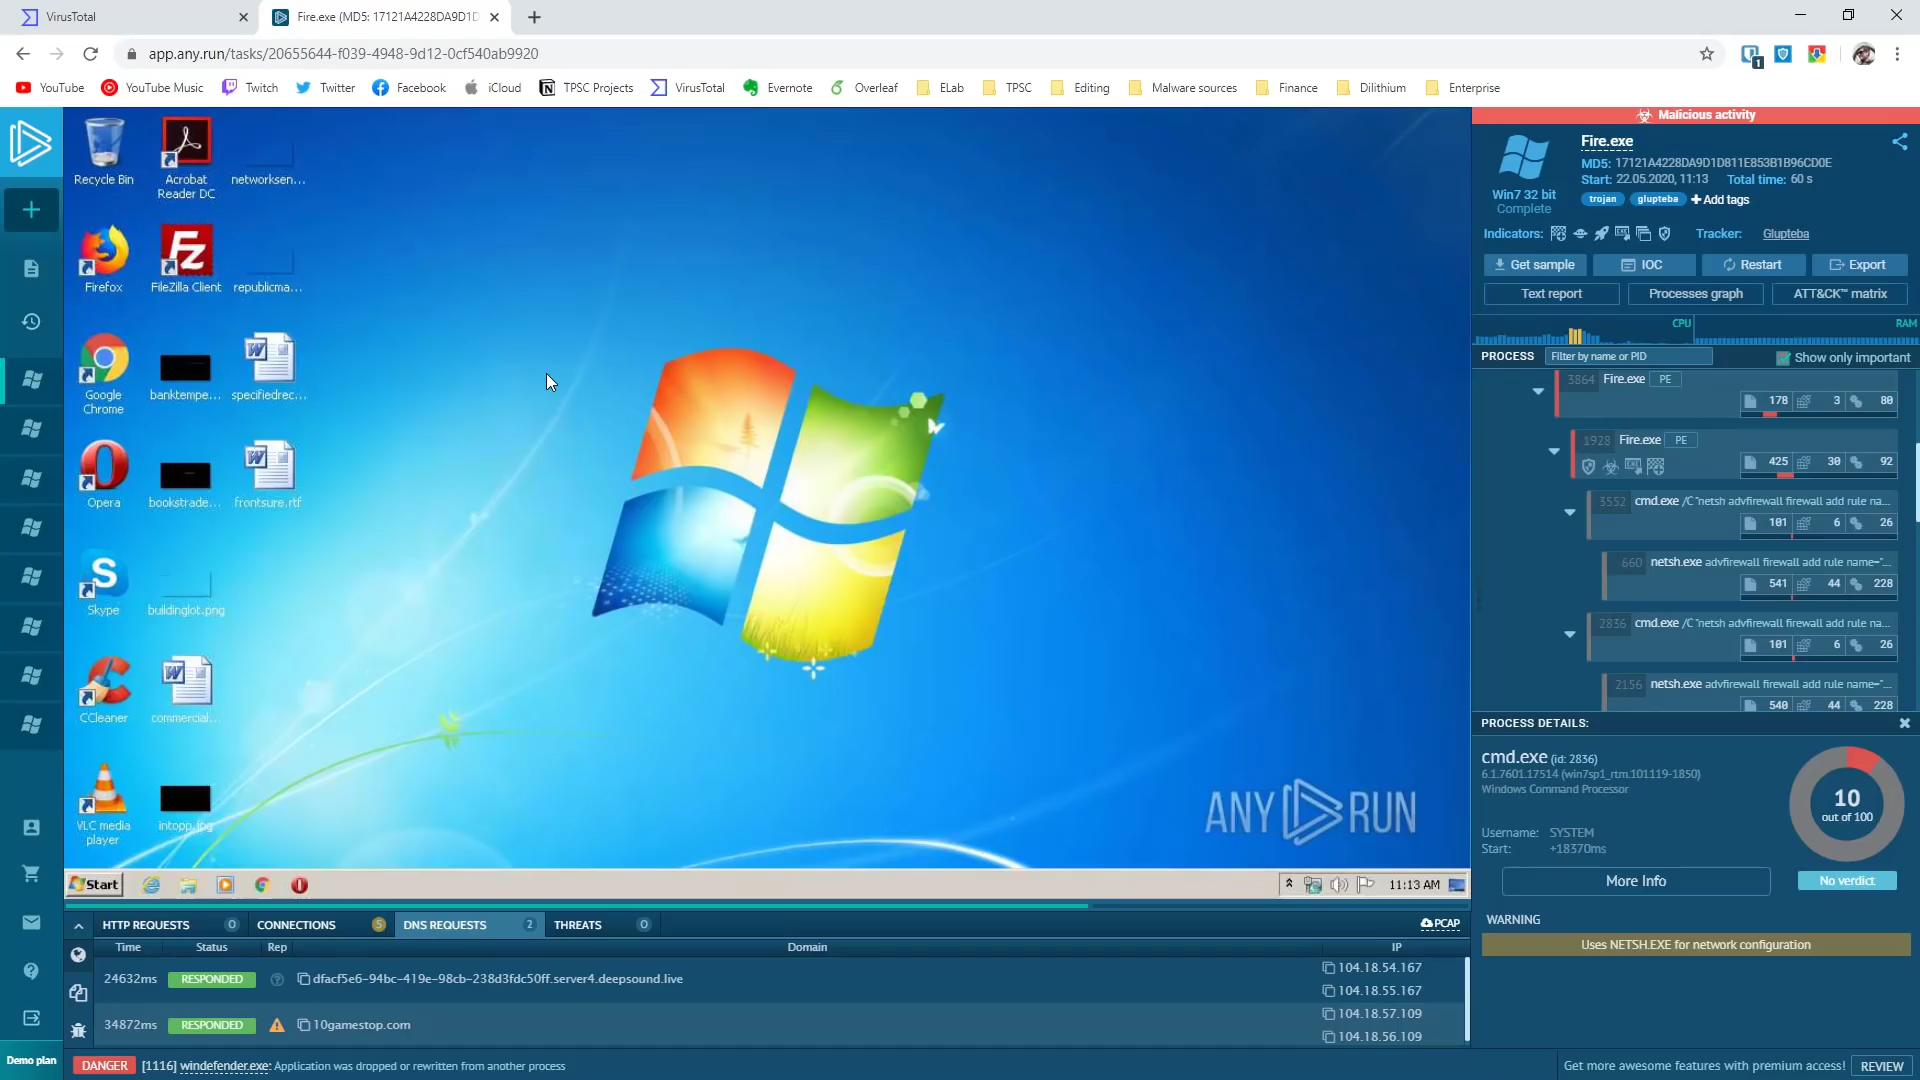 VirusTotal
Fire.exe (MD5: 17121A4228DA9D1D
app.any.run/tasks/20655644-f039-4948-9d12-0cf540ab9920
1
YouTube
YouTube Music
Twitch
Twitter
Facebook
iCloud
TPSC Projects
VirusTotal
Evernote
Overleaf
ELab
TPSC
Editing
Malware sources
Finance
Dilithium
Enterprise
Recycle Bin
Acrobat Reader DC
networksen...
Firefox
FileZilla Client
republicma...
Google Chrome
banktempe...
specifiedrec...
Opera
bookstrade...
frontsure.rtf
Skype
buildinglot.png
CCleaner
commercial...
VLC media player
intopp.jpg
ANY RUN
Start
11:13 AM
Malicious activity
Win7 32 bit
Complete
Fire.exe
MD5: 17121A4228DA9D1D811E853B1B96CD0E
Start: 22.05.2020, 11:13 Total time: 60 s
trojan glupteba Add tags
Indicators:
Tracker: Glupteba
Get sample
IOC
Restart
Export
Text report
Processes graph
ATT&CK™ matrix
CPU
RAM
PROCESS
Filter by name or PID
Show only important
3864 Fire.exe PE
178 3 80
1928 Fire.exe PE
425 30 92
3552 cmd.exe /C "netsh advfirewall firewall add rule na...
101 6 26
660 netsh.exe advfirewall firewall add rule name="...
541 44 228
2836 cmd.exe /C "netsh advfirewall firewall add rule na...
101 6 26
2156 netsh.exe advfirewall firewall add rule name="...
540 44 228
PROCESS DETAILS:
cmd.exe (id: 2836)
6.1.7601.17514 (win7sp1_rtm.101119-1850)
Windows Command Processor
Username: SYSTEM
Start: +18370ms
10
out of 100
More Info
No verdict
WARNING
Uses NETSH.EXE for network configuration
HTTP REQUESTS 0
CONNECTIONS 5
DNS REQUESTS 2
THREATS 0
PCAP
Time Status Rep Domain IP
24632ms RESPONDED dfacf5e6-94bc-419e-98cb-238d3fdc50ff.server4.deepsound.live 104.18.54.167
104.18.55.167
34872ms RESPONDED 10gamestop.com 104.18.57.109
104.18.56.109
Demo plan
DANGER [1116] windefender.exe: Application was dropped or rewritten from another process
Get more awesome features with premium access! REVIEW